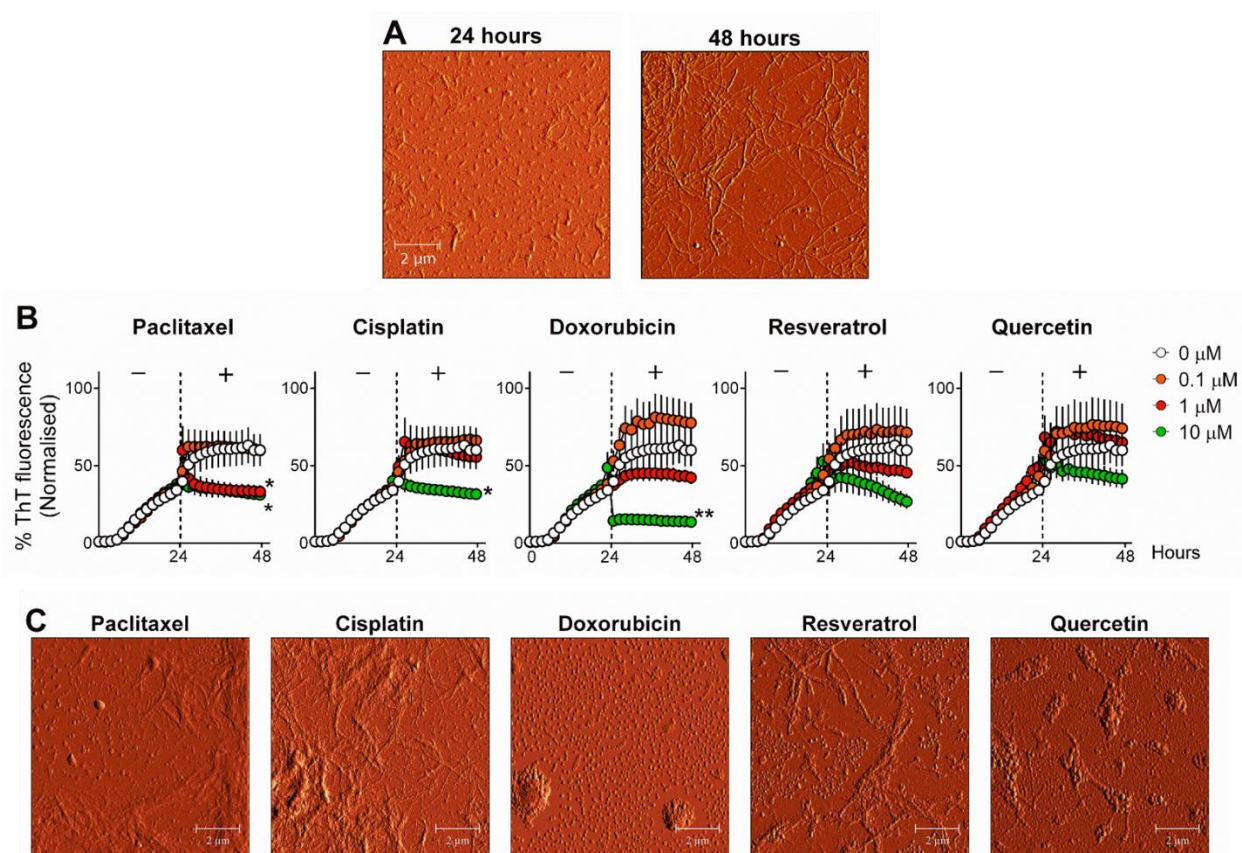 A
24 hours
48 hours
2 μm
B
Paclitaxel
Cisplatin
Doxorubicin
Resveratrol
Quercetin
0 μM
0.1 μM
1 μM
10 μM
% ThT fluorescence
(Normalised)
100
50
0
24
48
− +
*
*
100
50
0
24
48
− +
*
100
50
0
0
24
48
− +
**
100
50
0
24
48
− +
100
50
0
24
48
− +
Hours
C
Paclitaxel
Cisplatin
Doxorubicin
Resveratrol
Quercetin
2 μm
2 μm
2 μm
2 μm
2 μm